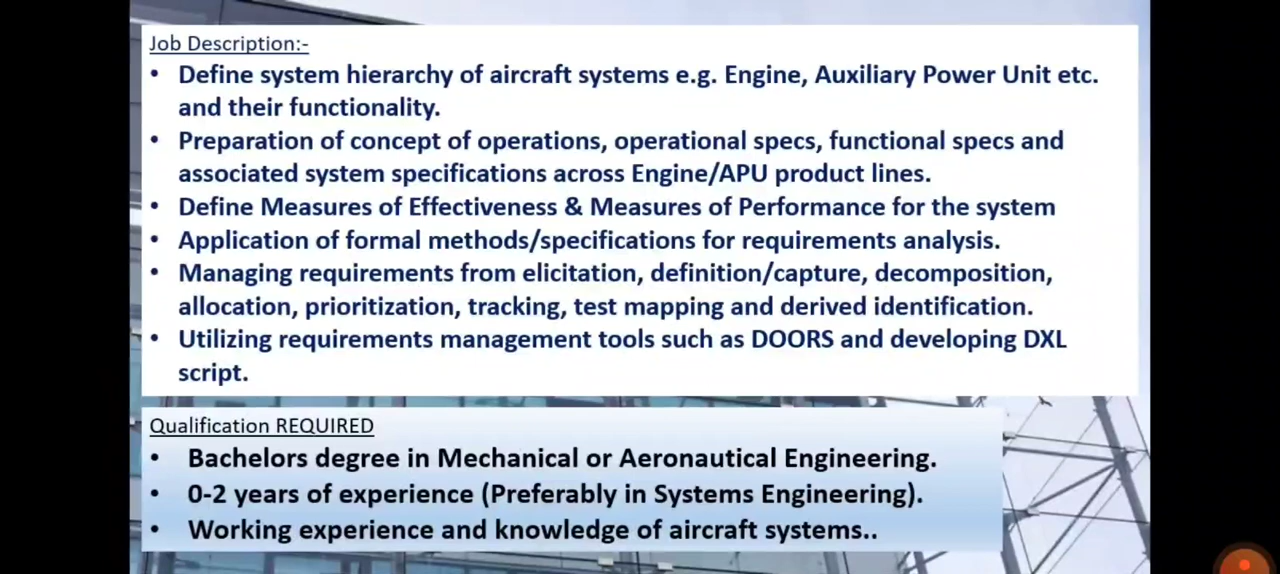 Job Description:-
• Define system hierarchy of aircraft systems e.g. Engine, Auxiliary Power Unit etc.
and their functionality.
• Preparation of concept of operations, operational specs, functional specs and
associated system specifications across Engine/APU product lines.
• Define Measures of Effectiveness & Measures of Performance for the system
• Application of formal methods/specifications for requirements analysis.
• Managing requirements from elicitation, definition/capture, decomposition,
allocation, prioritization, tracking, test mapping and derived identification.
• Utilizing requirements management tools such as DOORS and developing DXL
script.
Qualification REQUIRED
• Bachelors degree in Mechanical or Aeronautical Engineering.
• 0-2 years of experience (Preferably in Systems Engineering).
• Working experience and knowledge of aircraft systems..